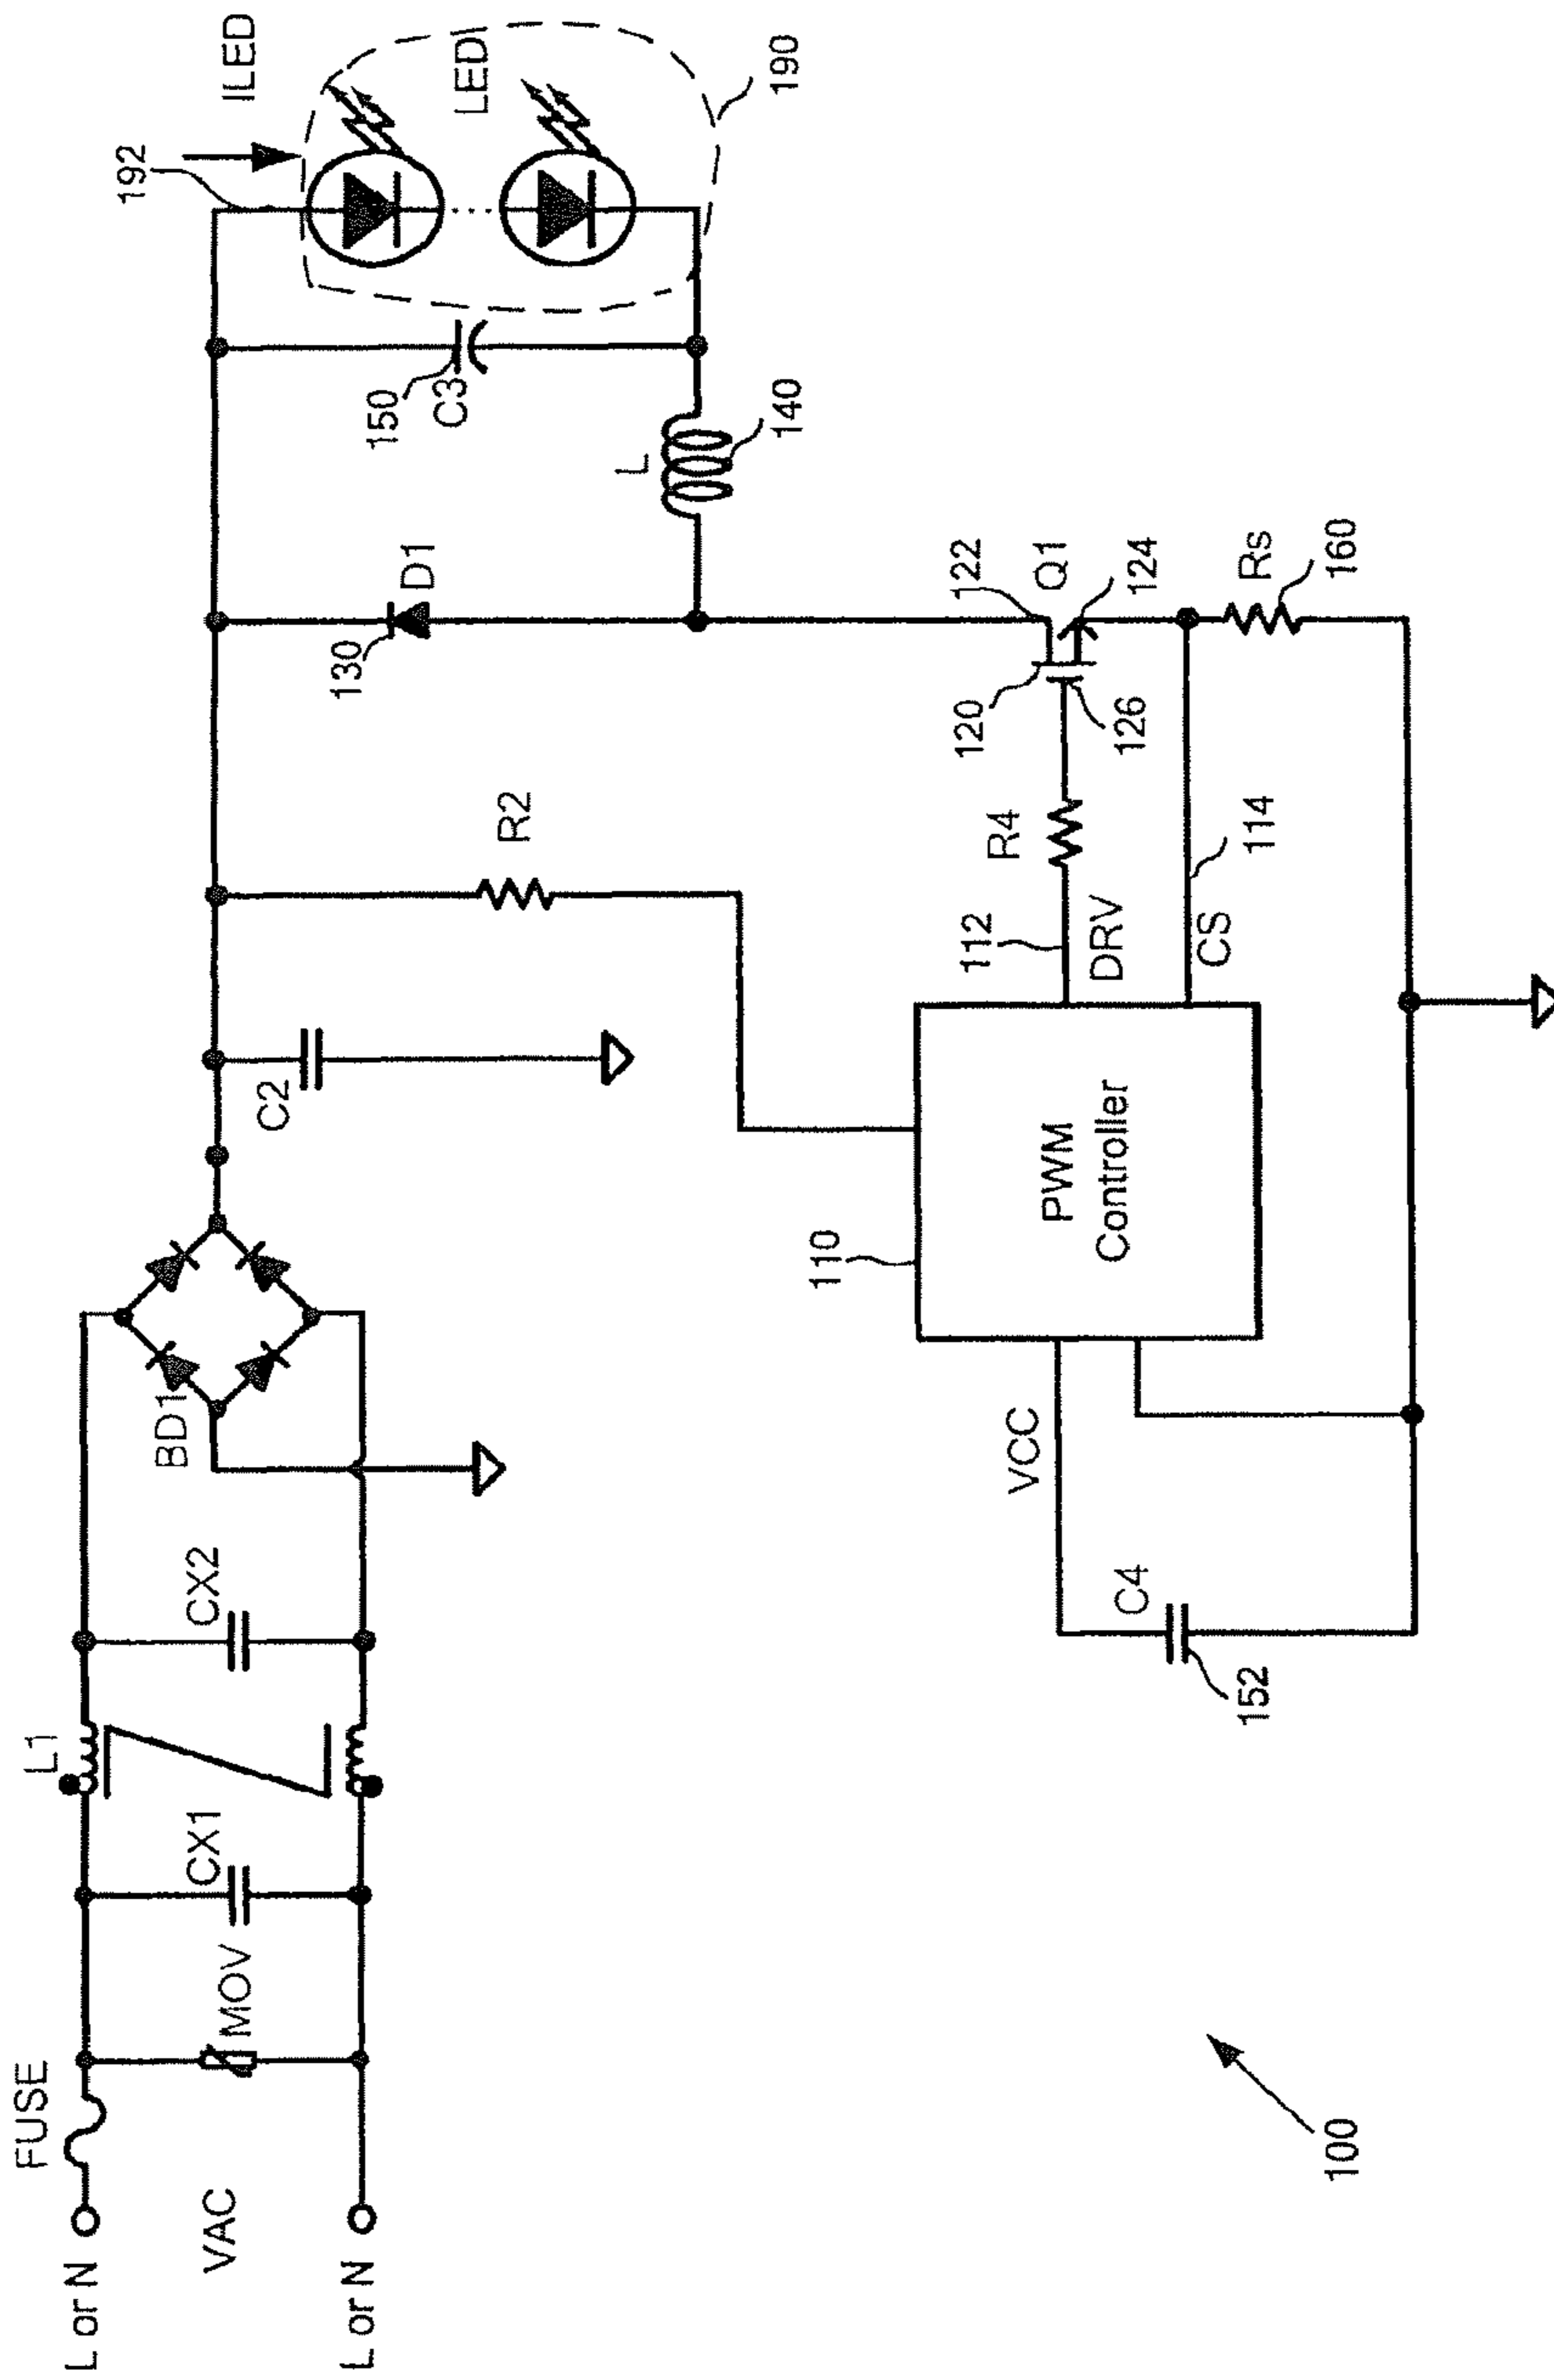 FUSE
L or N
VAC
L or N
MOV
CX1
L1
CX2
BD1
C2
R2
130
D1
150
C3
L
140
192
ILED
LED
190
110
PWM
Controller
VCC
C4
152
112
DRV
R4
CS
114
120
126
122
Q1
124
Rs
160
100